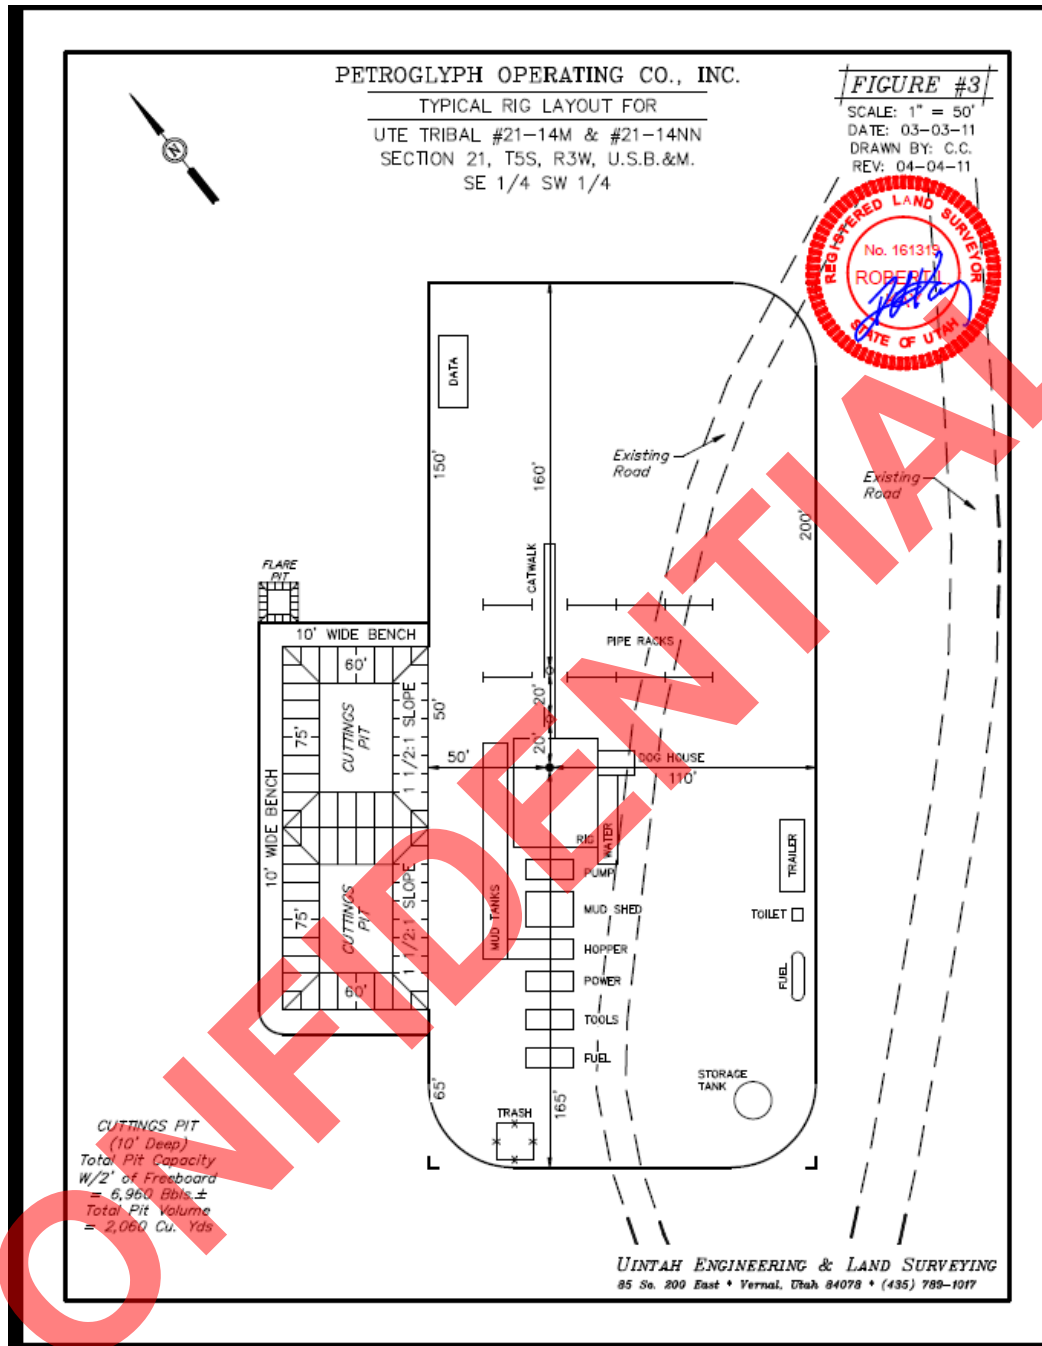 PETROGLYPH OPERATING CO., INC.
TYPICAL RIG LAYOUT FOR
UTE TRIBAL #21-14M & #21-14NN
SECTION 21, T5S, R3W, U.S.B.&M.
SE 1/4 SW 1/4
FIGURE #3
SCALE: 1" = 50'
DATE: 03-03-11
DRAWN BY: C.C.
REV: 04-04-11
N
REGISTERED LAND SURVEYOR
No. 161319
ROBERT L.
STATE OF UTAH
DATA
150'
160'
Existing
Road
Existing
Road
200'
CATWALK
FLARE
PIT
10' WIDE BENCH
PIPE RACKS
60'
CUTTINGS
PIT
75'
1 1/2:1 SLOPE
50'
20'
20'
50'
DOG HOUSE
110'
10' WIDE BENCH
RIG
WATER
TRAILER
PUMP
MUD TANKS
MUD SHED
TOILET
CUTTINGS
PIT
75'
1 1/2:1 SLOPE
HOPPER
FUEL
POWER
60'
TOOLS
FUEL
STORAGE
TANK
65'
165'
TRASH
CUTTINGS PIT
(10' Deep)
Total Pit Capacity
W/2' of Freeboard
= 6,960 Bbls.±
Total Pit Volume
= 2,060 Cu. Yds
UINTAH ENGINEERING & LAND SURVEYING
85 So. 200 East * Vernal, Utah 84078 * (435) 789-1017
ONFIDENTIAL